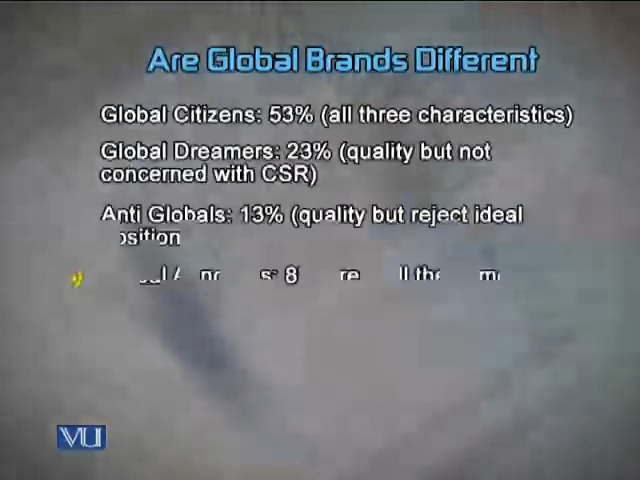 Are Global Brands Different
Global Citizens: 53% (all three characteristics)
Global Dreamers: 23% (quality but not
concerned with CSR)
Anti Globals: 13% (quality but reject ideal
VU